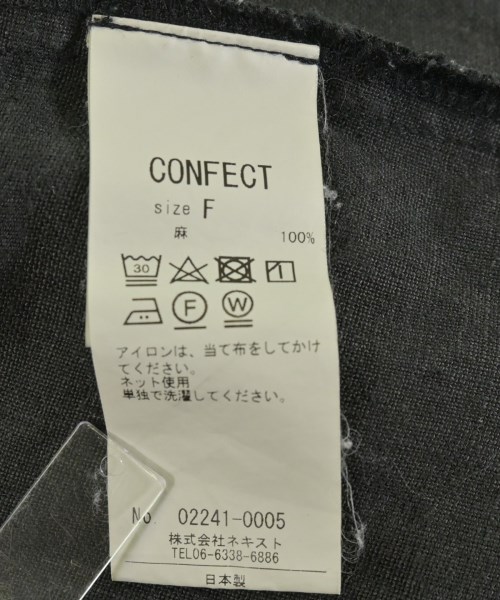 CONFECT
size F
麻 100%
30
F W
アイロンは、当て布をしてかけ
てください。
ネット使用
単独で洗濯してください。
No. 02241-0005
株式会社ネキスト
TEL06-6338-6886
日本製